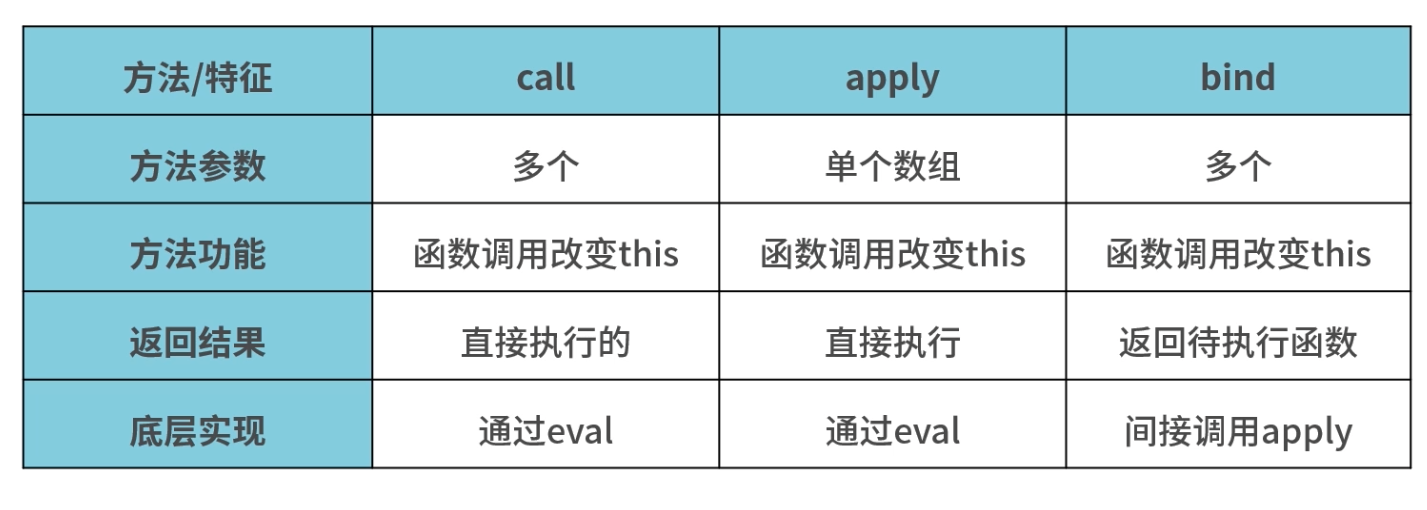 方法/特征 call apply bind
方法参数 多个 单个数组 多个
方法功能 函数调用改变this 函数调用改变this 函数调用改变this
返回结果 直接执行的 直接执行 返回待执行函数
底层实现 通过eval 通过eval 间接调用apply